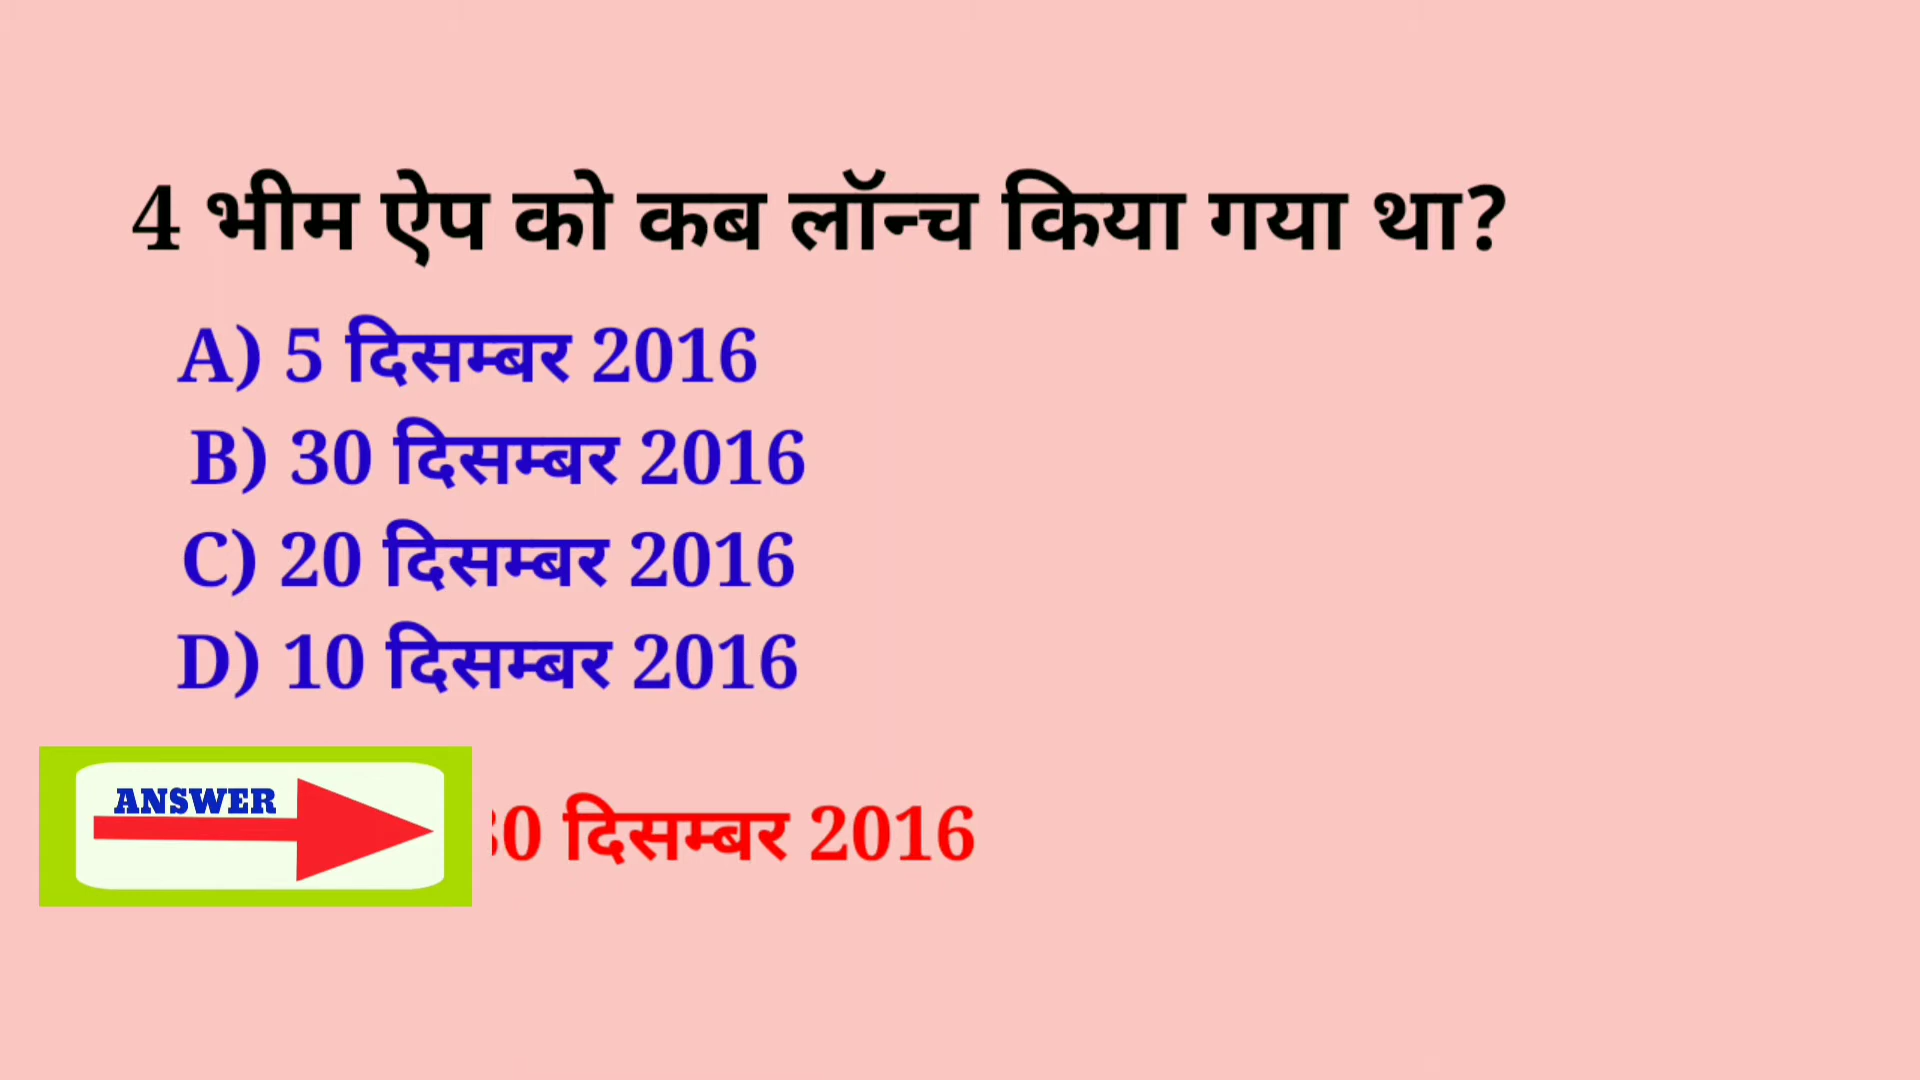 4 भीम ऐप को कब लॉन्च किया गया था?
A) 5 दिसम्बर 2016
B) 30 दिसम्बर 2016
C) 20 दिसम्बर 2016
D) 10 दिसम्बर 2016
ANSWER
30 दिसम्बर 2016